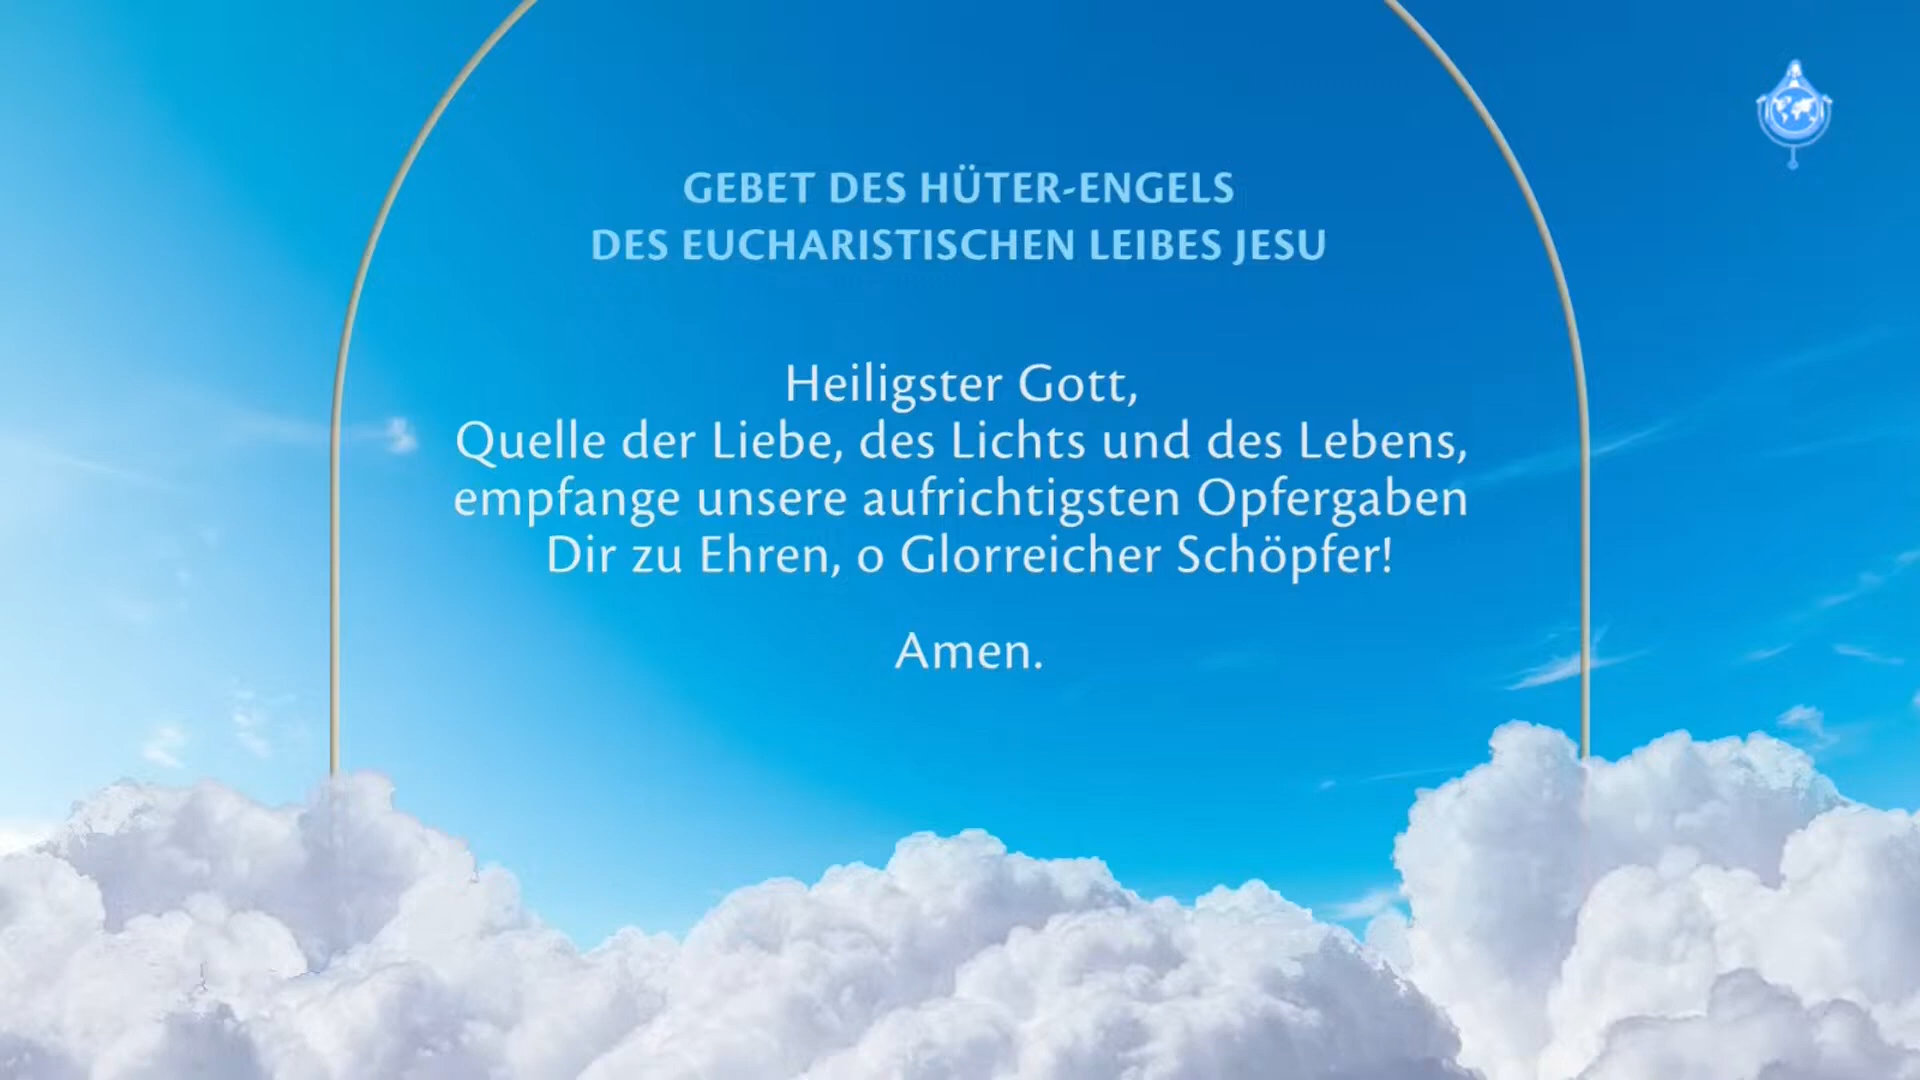 GEBET DES HÜTER-ENGELS
DES EUCHARISTISCHEN LEIBES JESU
Heiligster Gott,
Quelle der Liebe, des Lichts und des Lebens,
empfange unsere aufrichtigsten Opfergaben
Dir zu Ehren, o Glorreicher Schöpfer!
Amen.